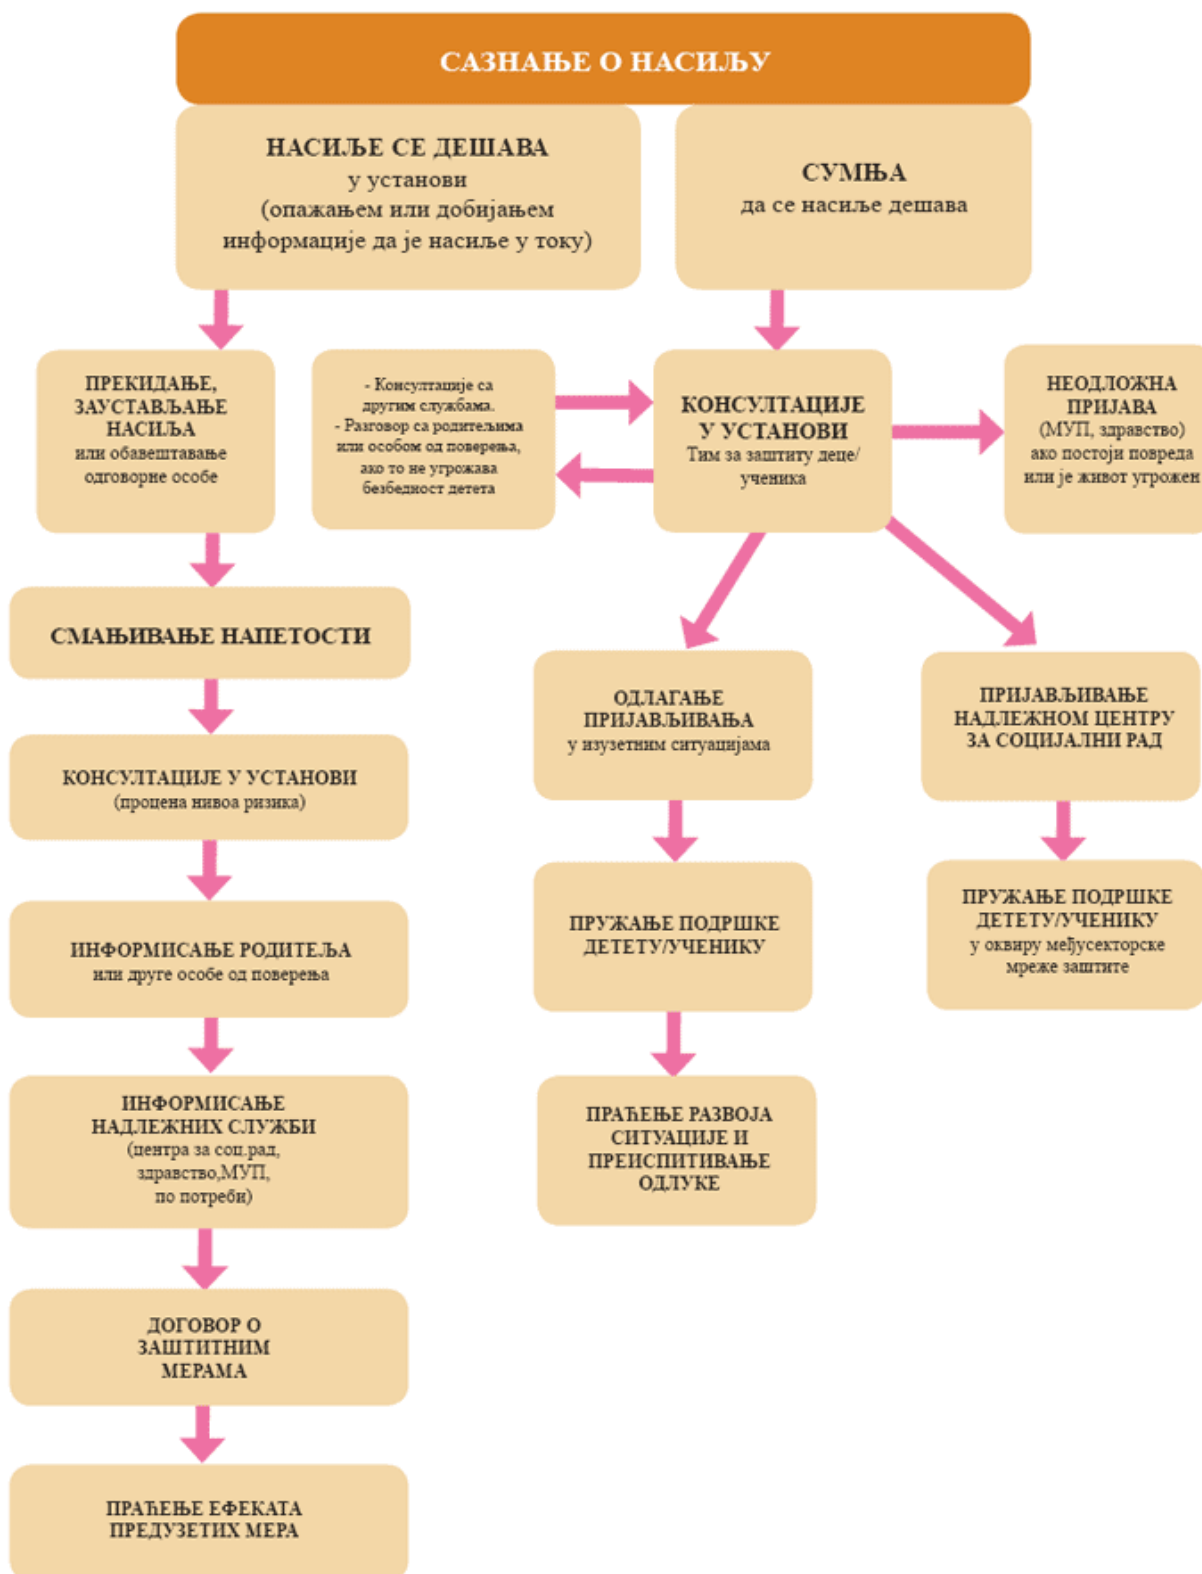 САЗНАЊЕ О НАСИЉУ
НАСИЉЕ СЕ ДЕШАВА
у установи
(опажањем или добијањем
информације да је насиље у току)
СУМЊА
да се насиље дешава
ПРЕКИДАЊЕ,
ЗАУСТАВЉАЊЕ
НАСИЉА
или обавештавање
одговорне особе
- Консултације са
другим службама.
- Разговор са родитељима
или особом од поверења,
ако то не угрожава
безбедност детета
КОНСУЛТАЦИЈЕ
У УСТАНОВИ
Тим за заштиту деце/
ученика
НЕОДЛОЖНА
ПРИЈАВА
(МУП, здравство)
ако постоји повреда
или је живот угрожен
СМАЊИВАЊЕ НАПЕТОСТИ
КОНСУЛТАЦИЈЕ У УСТАНОВИ
(процена нивоа ризика)
ИНФОРМИСАЊЕ РОДИТЕЉА
или друге особе од поверења
ИНФОРМИСАЊЕ
НАДЛЕЖНИХ СЛУЖБИ
(центра за соц.рад,
здравство,МУП,
по потреби)
ДОГОВОР О
ЗАШТИТНИМ
МЕРАМА
ПРАЋЕЊЕ ЕФЕКАТА
ПРЕДУЗЕТИХ МЕРА
ОДЛАГАЊЕ
ПРИЈАВЉИВАЊА
у изузетним ситуацијама
ПРУЖАЊЕ ПОДРШКЕ
ДЕТЕТУ/УЧЕНИКУ
ПРАЋЕЊЕ РАЗВОЈА
СИТУАЦИЈЕ И
ПРЕИСПИТИВАЊЕ
ОДЛУКЕ
ПРИЈАВЉИВАЊЕ
НАДЛЕЖНОМ ЦЕНТРУ
ЗА СОЦИЈАЛНИ РАД
ПРУЖАЊЕ ПОДРШКЕ
ДЕТЕТУ/УЧЕНИКУ
у оквиру међусекторске
мреже заштите